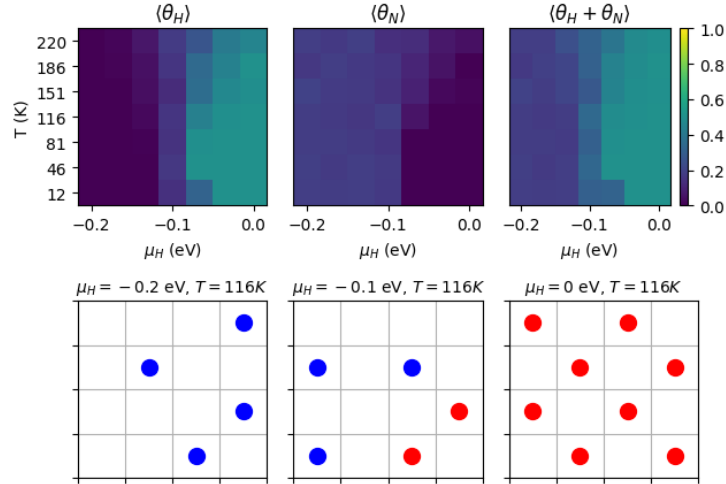 ⟨θ_H⟩ ⟨θ_N⟩ ⟨θ_H + θ_N⟩
T (K)
220
186
151
116
81
46
12
1.0
0.8
0.6
0.4
0.2
0.0
−0.2 −0.1 0.0 −0.2 −0.1 0.0 −0.2 −0.1 0.0
μ_H (eV) μ_H (eV) μ_H (eV)
μ_H = −0.2 eV, T = 116K μ_H = −0.1 eV, T = 116K μ_H = 0 eV, T = 116K